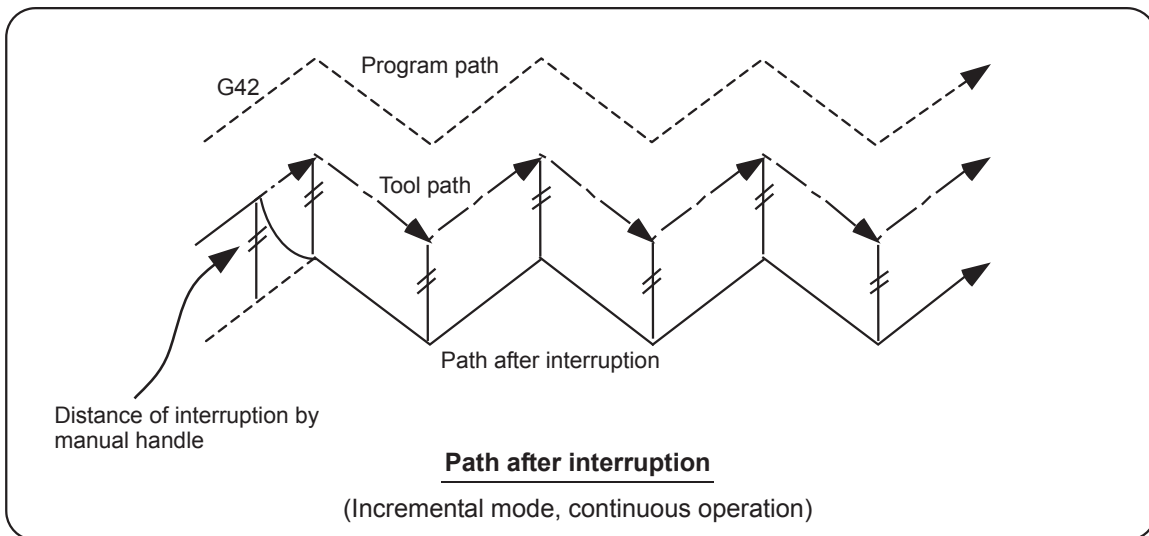 Program path
G42
Tool path
Path after interruption
Distance of interruption by
manual handle
Path after interruption
(Incremental mode, continuous operation)